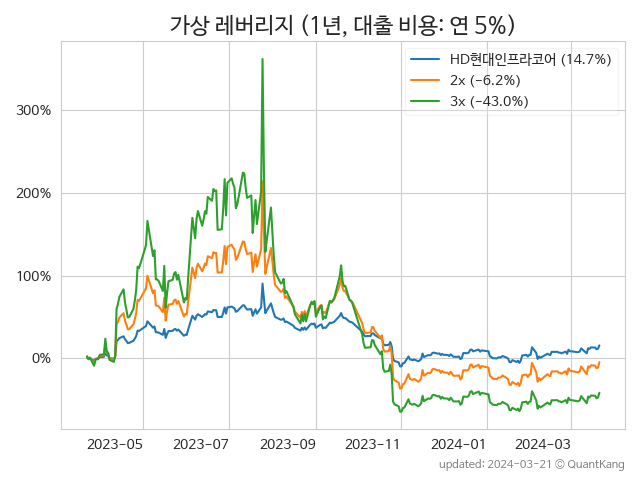 가상 레버리지 (1년, 대출 비용: 연 5%)
HD현대인프라코어 (14.7%)
2x (-6.2%)
3x (-43.0%)
300%
200%
100%
0%
2023-05 2023-07 2023-09 2023-11 2024-01 2024-03
updated: 2024-03-21 © QuantKang